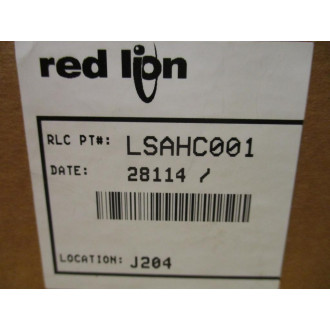 red lion
RLC PT#: LSAHC001
DATE: 28114 /
LOCATION: J204